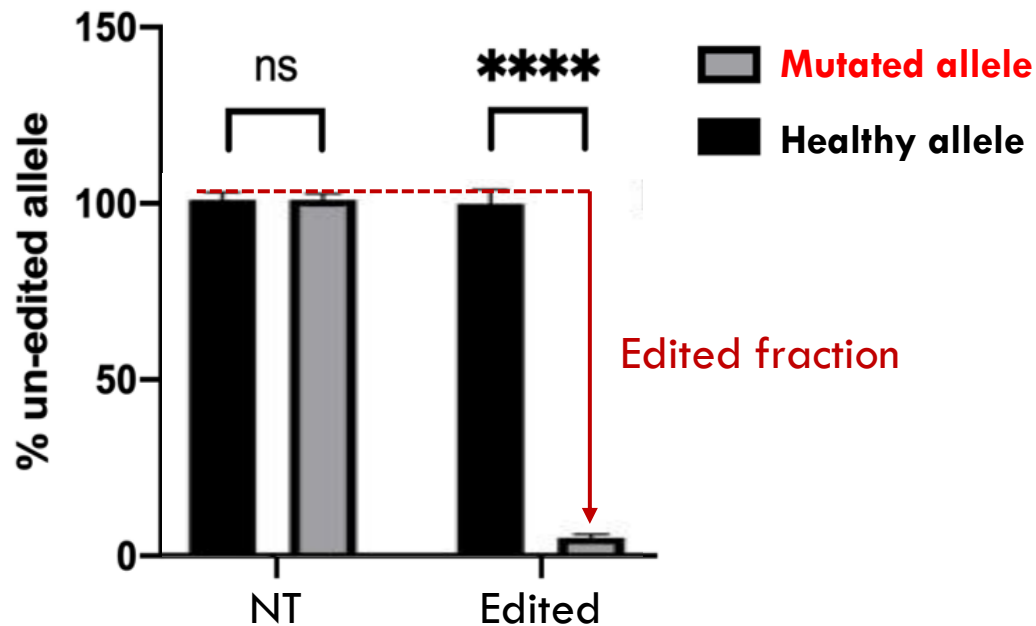 150
100
50
0
% un-edited allele
ns
****
Mutated allele
Healthy allele
Edited fraction
NT
Edited